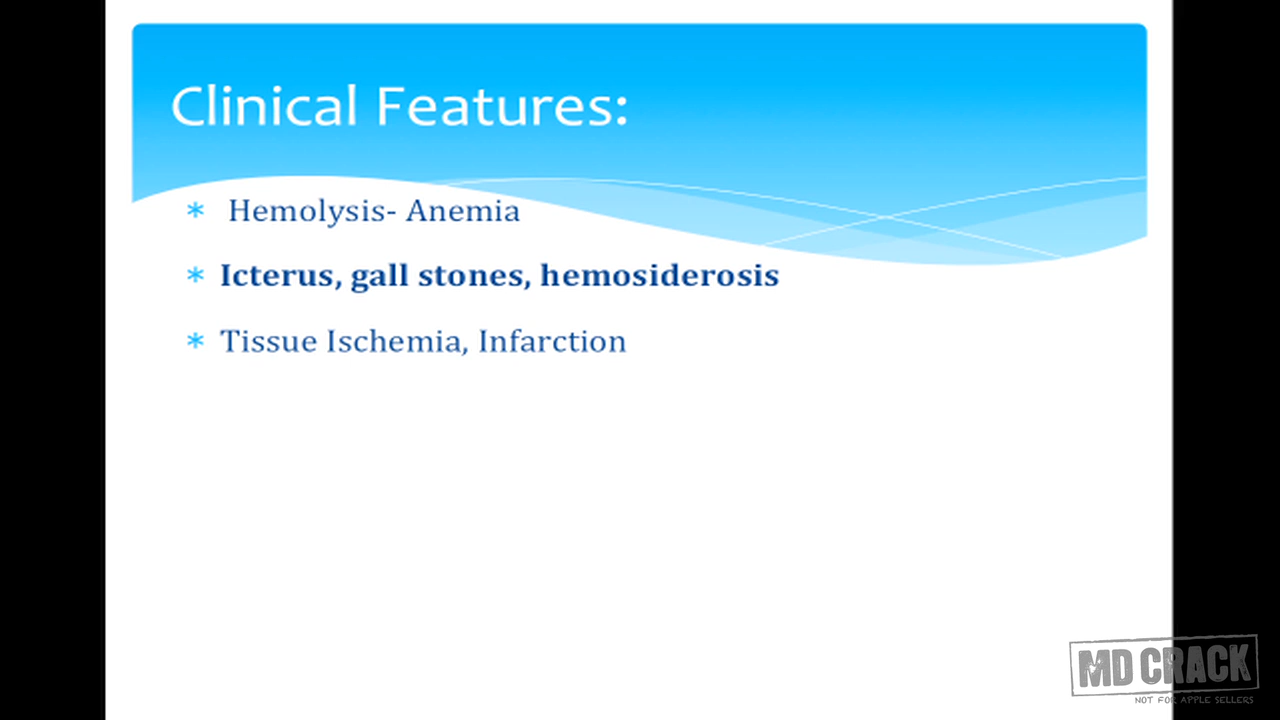 Clinical Features:
* Hemolysis- Anemia
* Icterus, gall stones, hemosiderosis
* Tissue Ischemia, Infarction
MD CRACK
NOT FOR APPLE SELLERS